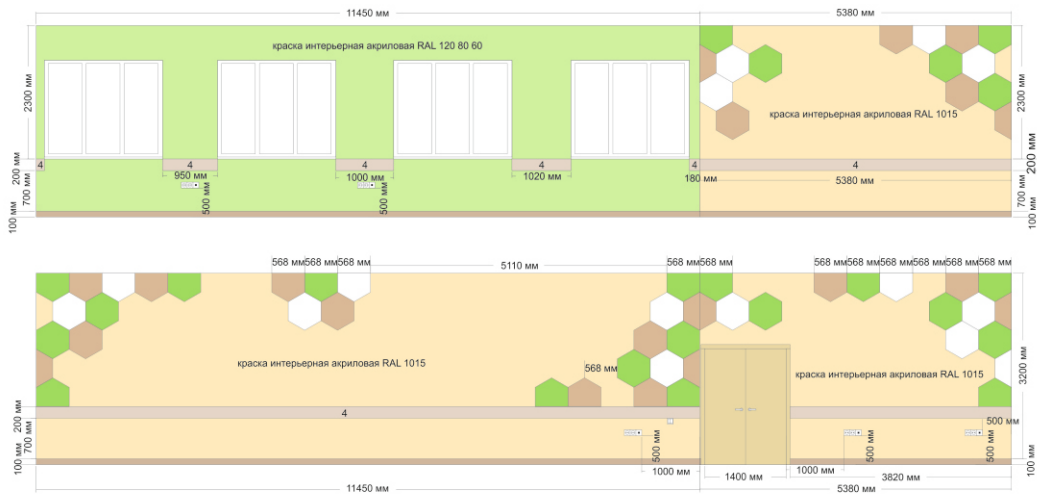 11450 мм
5380 мм
краска интерьерная акриловая RAL 120 80 60
краска интерьерная акриловая RAL 1015
2300 мм
2300 мм
4
4
4
4
4
4
950 мм
1000 мм
1020 мм
180 мм
5380 мм
200 мм
700 мм
100 мм
500 мм
500 мм
200 мм
700 мм
100 мм
568 мм
568 мм
568 мм
5110 мм
568 мм
568 мм
568 мм
568 мм
568 мм
568 мм
568 мм
краска интерьерная акриловая RAL 1015
568 мм
краска интерьерная акриловая RAL 1015
3200 мм
4
200 мм
700 мм
100 мм
500 мм
500 мм
500 мм
500 мм
100 мм
1000 мм
1400 мм
1000 мм
3820 мм
11450 мм
5380 мм